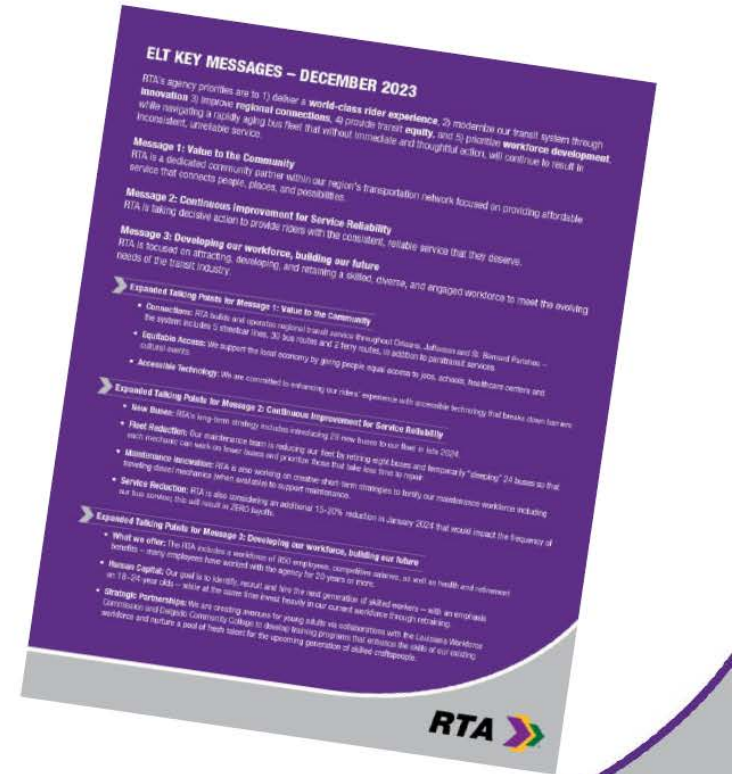 ELT KEY MESSAGES – DECEMBER 2023
RTA's agency priorities are to 1) deliver a world-class rider experience, 2) modernize our transit system through
innovation 3) improve regional connections, 4) provide transit equity, and 5) prioritize workforce development,
while navigating a rapidly aging bus fleet that without immediate and thoughtful action, will continue to result in
inconsistent, unreliable service.
Message 1: Value to the Community
RTA is a dedicated community partner within our region's transportation network focused on providing affordable
service that connects people, places, and possibilities.
Message 2: Continuous Improvement for Service Reliability
RTA is taking decisive action to provide riders with the consistent, reliable service that they deserve.
Message 3: Developing our workforce, building our future
RTA is focused on attracting, developing, and retaining a skilled, diverse, and engaged workforce to meet the evolving
needs of the transit industry.
Expanded Talking Points for Message 1: Value to the Community
• Connections: RTA builds and operates regional transit service throughout Orleans, Jefferson and St. Bernard Parishes –
the system includes 5 streetcar lines, 30 bus routes and 2 ferry routes, in addition to paratransit services.
• Equitable Access: We support the local economy by giving people equal access to jobs, schools, healthcare centers and
cultural events.
• Accessible Technology: We are committed to enhancing our riders' experience with accessible technology that breaks down barriers
Expanded Talking Points for Message 2: Continuous Improvement for Service Reliability
• New Buses: RTA's long-term strategy includes introducing 29 new buses to our fleet in late 2024.
• Fleet Reduction: Our maintenance team is reducing our fleet by retiring eight buses and temporarily "sleeping" 24 buses so that
each mechanic can work on fewer buses and prioritize those that take less time to repair.
• Maintenance Innovation: RTA is also working on creative short-term strategies to fortify our maintenance workforce including
traveling diesel mechanics (when available) to support maintenance.
• Service Reduction: RTA is also considering an additional 15-20% reduction in January 2024 that would impact the frequency of
our bus service; this will result in ZERO layoffs.
Expanded Talking Points for Message 3: Developing our workforce, building our future
• What we offer: The RTA includes a workforce of 850 employees, competitive salaries, as well as health and retirement
benefits – many employees have worked with the agency for 20 years or more.
• Human Capital: Our goal is to identify, recruit and hire the next generation of skilled workers – with an emphasis
on 18–24-year olds – while at the same time invest heavily in our current workforce through retraining.
• Strategic Partnerships: We are creating avenues for young adults via collaborations with the Louisiana Workforce
Commission and Delgado Community College to develop training programs that enhance the skills of our existing
workforce and nurture a pool of fresh talent for the upcoming generation of skilled craftspeople.
RTA